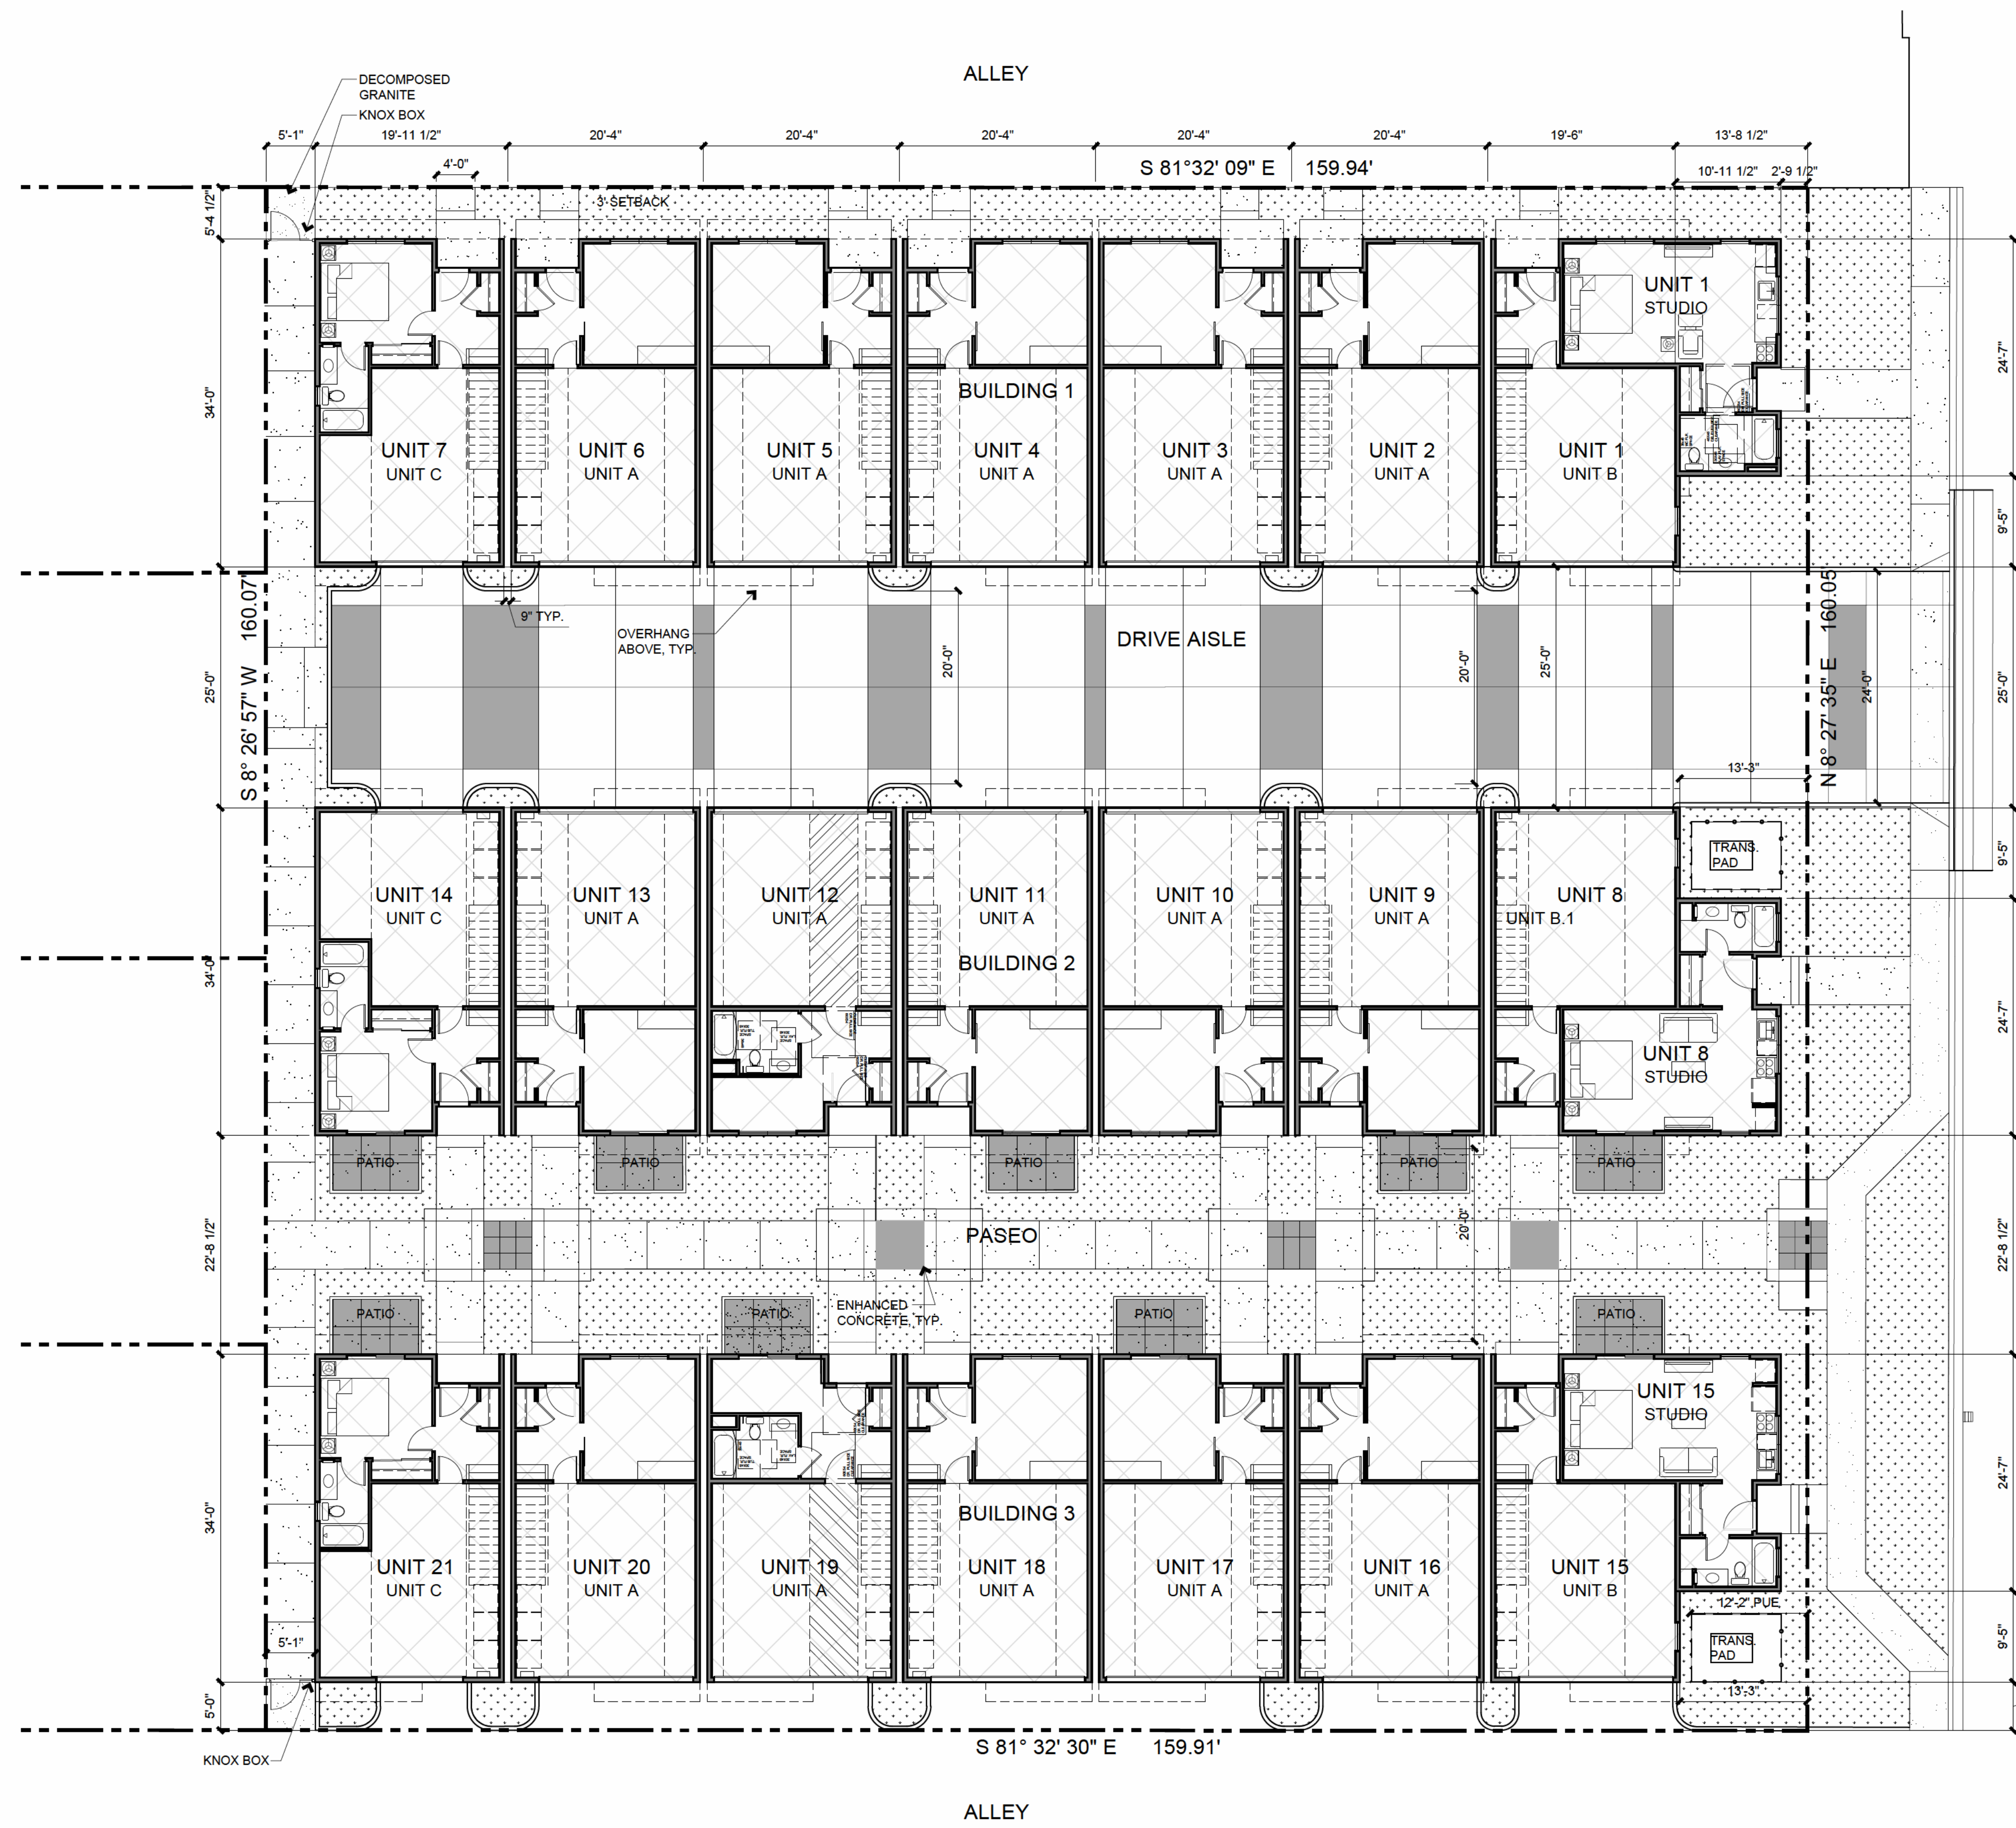 ALLEY
DECOMPOSED
GRANITE
KNOX BOX
5'-1"
19'-11 1/2"
20'-4"
20'-4"
20'-4"
20'-4"
20'-4"
19'-6"
13'-8 1/2"
4'-0"
S 81°32' 09" E 159.94'
10'-11 1/2"
2'-9 1/2"
3' SETBACK
5'-4 1/2"
UNIT 1
STUDIO
24'-7"
34'-0"
BUILDING 1
UNIT 7
UNIT C
UNIT 6
UNIT A
UNIT 5
UNIT A
UNIT 4
UNIT A
UNIT 3
UNIT A
UNIT 2
UNIT A
UNIT 1
UNIT B
9'-5"
S 8° 26' 57" W 160.07'
N 8° 27' 35" E 160.05'
9" TYP.
OVERHANG
ABOVE, TYP.
DRIVE AISLE
20'-0"
20'-0"
25'-0"
25'-0"
24'-0"
25'-0"
13'-3"
TRANS.
PAD
9'-5"
UNIT 14
UNIT C
UNIT 13
UNIT A
UNIT 12
UNIT A
UNIT 11
UNIT A
UNIT 10
UNIT A
UNIT 9
UNIT A
UNIT 8
UNIT B.1
BUILDING 2
34'-0"
UNIT 8
STUDIO
24'-7"
PATIO
PATIO
PATIO
PATIO
PATIO
22'-8 1/2"
PASEO
20'-0"
22'-8 1/2"
ENHANCED
CONCRETE, TYP.
PATIO
PATIO
PATIO
PATIO
UNIT 15
STUDIO
24'-7"
34'-0"
BUILDING 3
UNIT 21
UNIT C
UNIT 20
UNIT A
UNIT 19
UNIT A
UNIT 18
UNIT A
UNIT 17
UNIT A
UNIT 16
UNIT A
UNIT 15
UNIT B
12'-2" PUE
5'-1"
TRANS.
PAD
9'-5"
13'-3"
5'-0"
KNOX BOX
S 81° 32' 30" E 159.91'
ALLEY